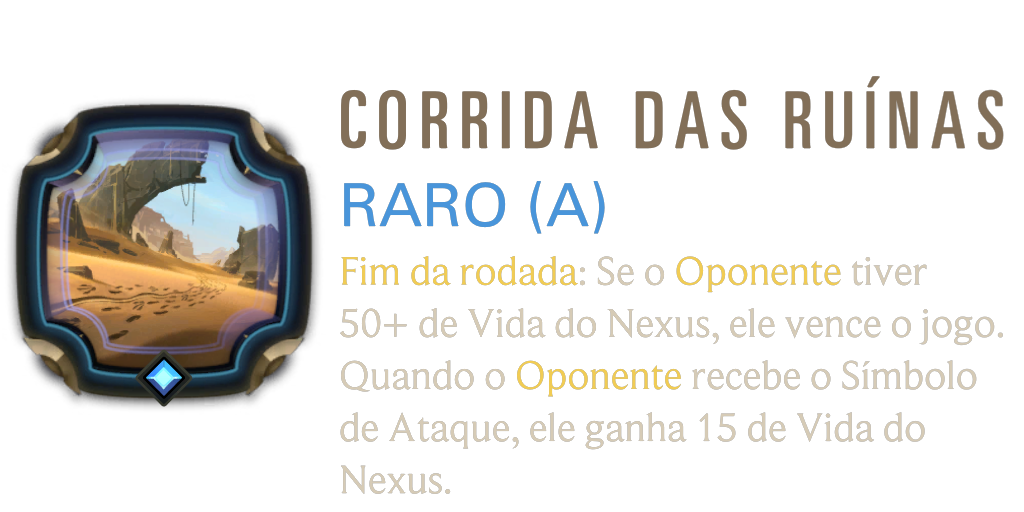 CORRIDA DAS RUÍNAS
RARO (A)
Fim da rodada: Se o Oponente tiver
50+ de Vida do Nexus, ele vence o jogo.
Quando o Oponente recebe o Símbolo
de Ataque, ele ganha 15 de Vida do
Nexus.